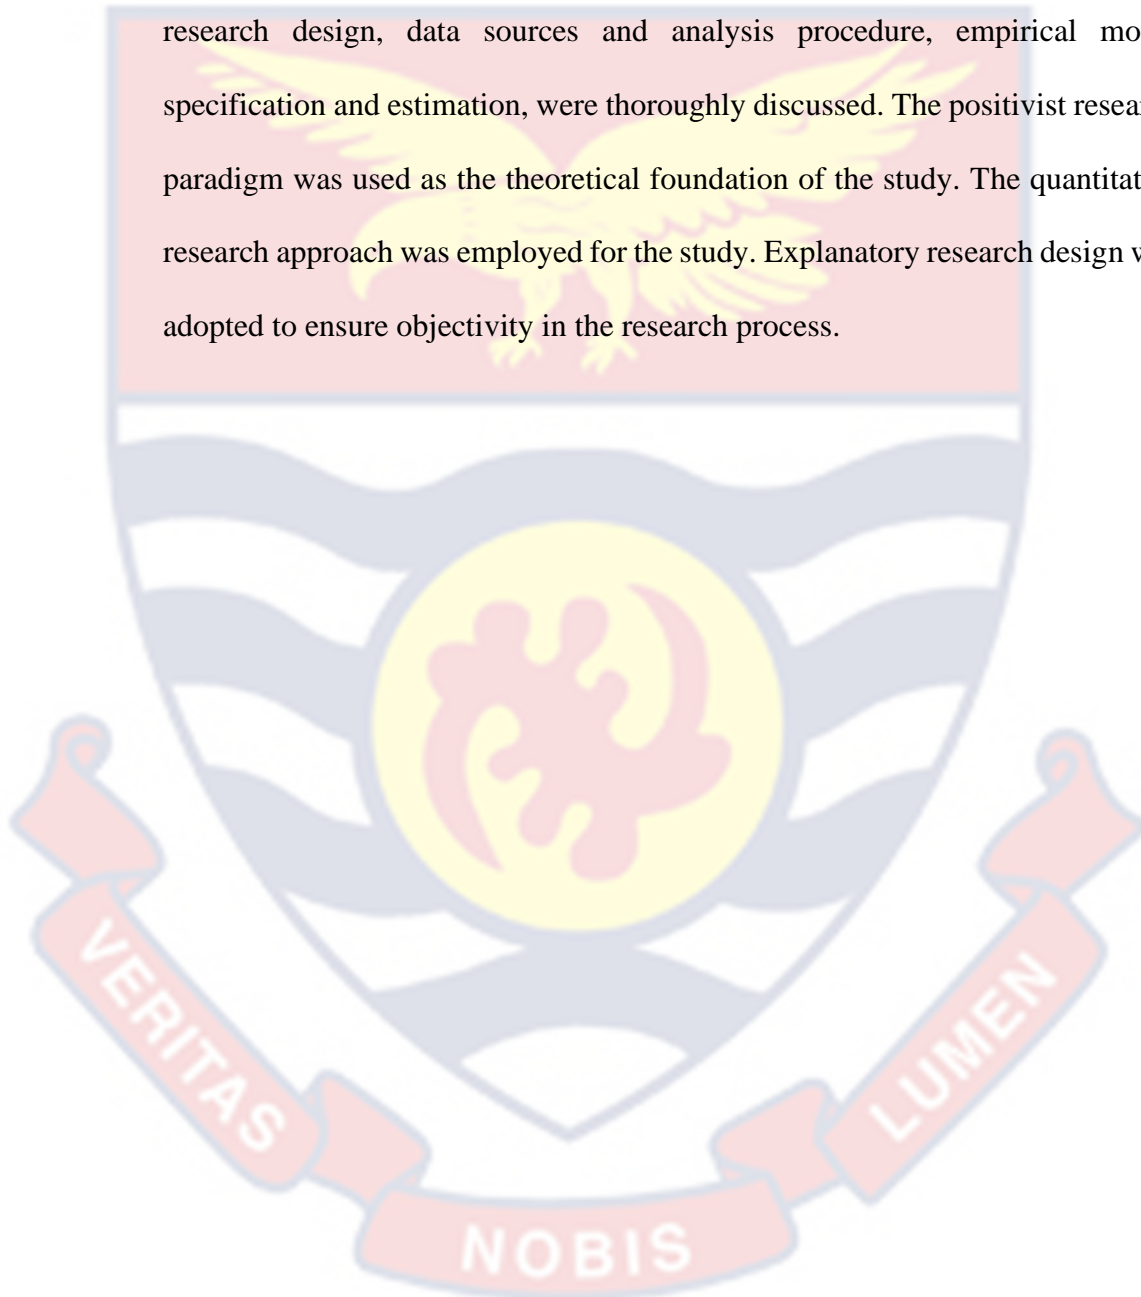 research design, data sources and analysis procedure, empirical mo
specification and estimation, were thoroughly discussed. The positivist resea
paradigm was used as the theoretical foundation of the study. The quantitat
research approach was employed for the study. Explanatory research design w
adopted to ensure objectivity in the research process.
VERITAS
NOBIS
LUMEN